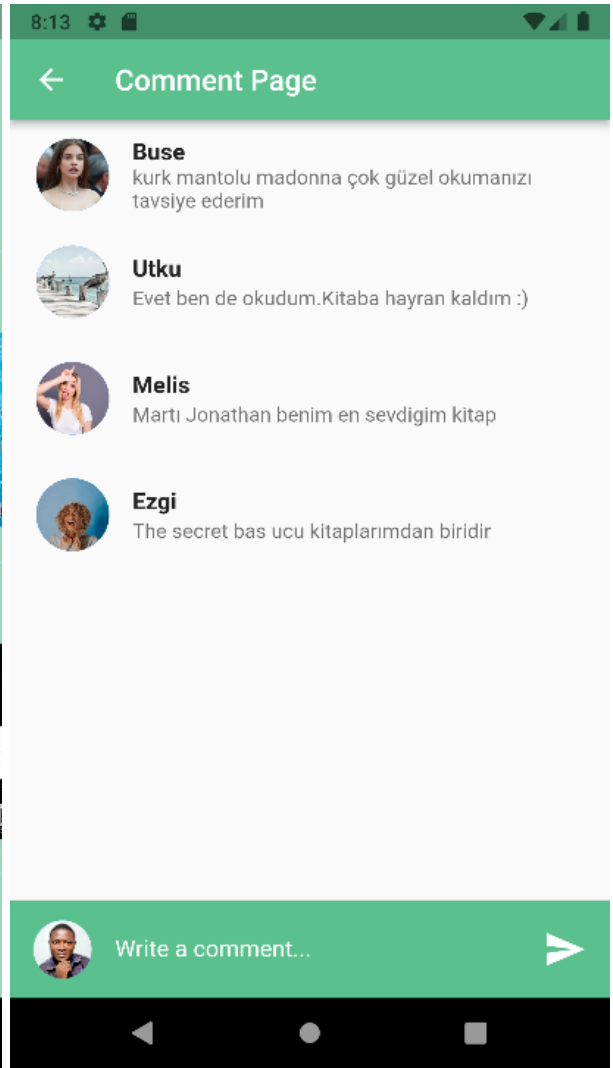 8:13
Comment Page
Buse
kurk mantolu madonna çok güzel okumanızı
tavsiye ederim
Utku
Evet ben de okudum.Kitaba hayran kaldım :)
Melis
Martı Jonathan benim en sevdigim kitap
Ezgi
The secret bas ucu kitaplarımdan biridir
Write a comment...